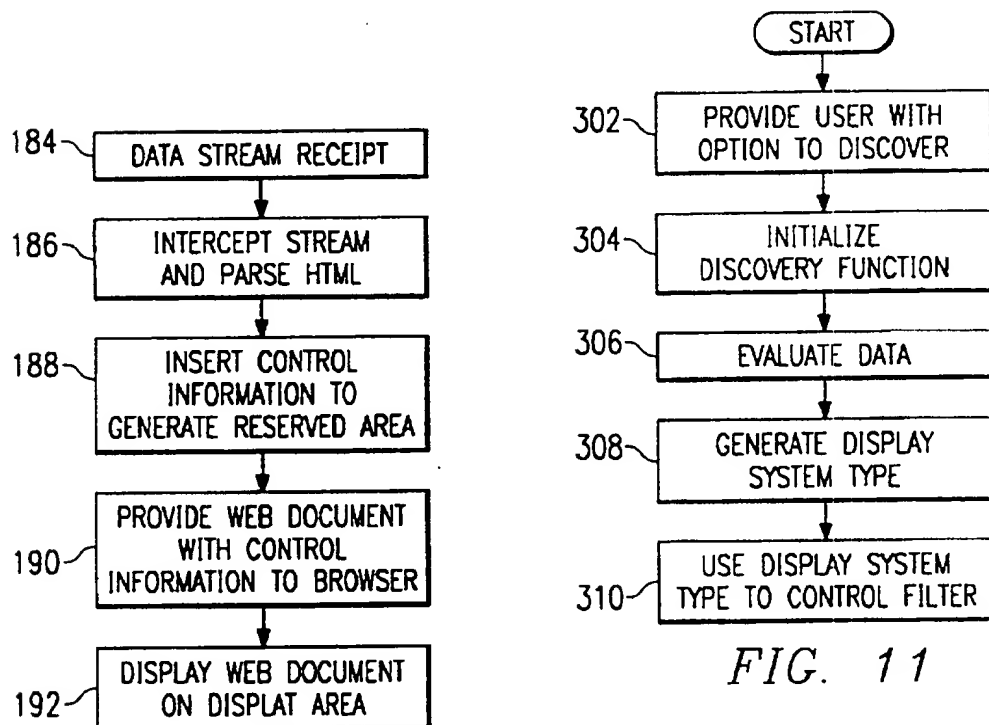 184
DATA STREAM RECEIPT
186
INTERCEPT STREAM
AND PARSE HTML
188
INSERT CONTROL
INFORMATION TO
GENERATE RESERVED AREA
190
PROVIDE WEB DOCUMENT
WITH CONTROL
INFORMATION TO BROWSER
192
DISPLAY WEB DOCUMENT
ON DISPLAT AREA
START
302
PROVIDE USER WITH
OPTION TO DISCOVER
304
INITIALIZE
DISCOVERY FUNCTION
306
EVALUATE DATA
308
GENERATE DISPLAY
SYSTEM TYPE
310
USE DISPLAY SYSTEM
TYPE TO CONTROL FILTER
FIG. 11